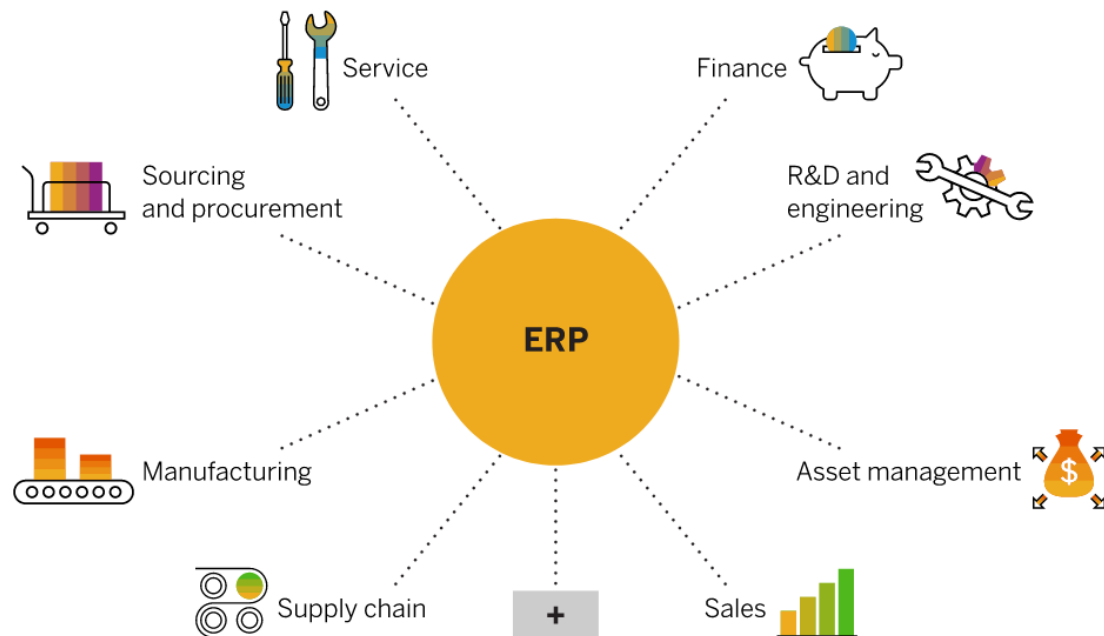 Service
Finance
Sourcing
and procurement
R&D and
engineering
ERP
Manufacturing
Asset management
$
Supply chain
+
Sales